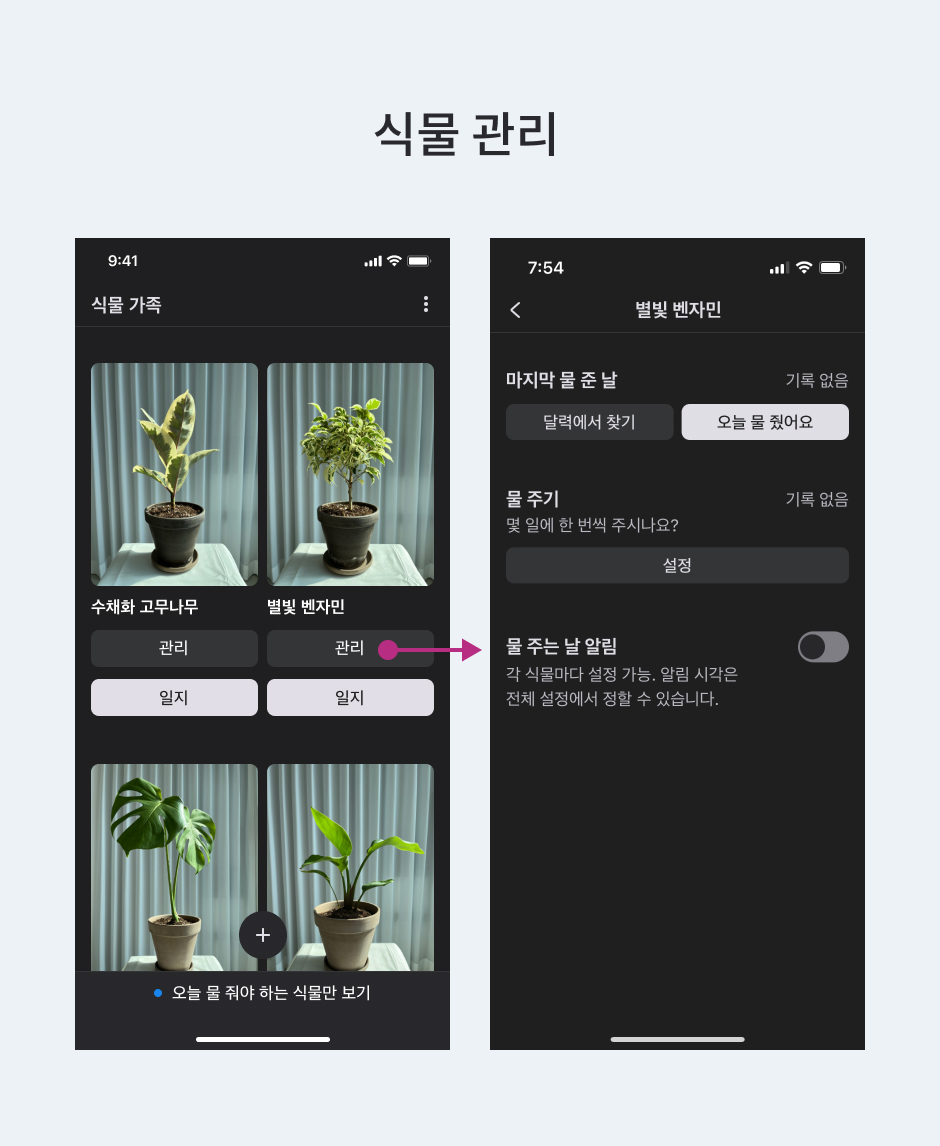 식물 관리
9:41
식물 가족
수채화 고무나무
별빛 벤자민
관리
관리
일지
일지
오늘 물 줘야 하는 식물만 보기
7:54
별빛 벤자민
마지막 물 준 날
기록 없음
달력에서 찾기
오늘 물 줬어요
물 주기
기록 없음
몇 일에 한 번씩 주시나요?
설정
물 주는 날 알림
각 식물마다 설정 가능. 알림 시각은
전체 설정에서 정할 수 있습니다.